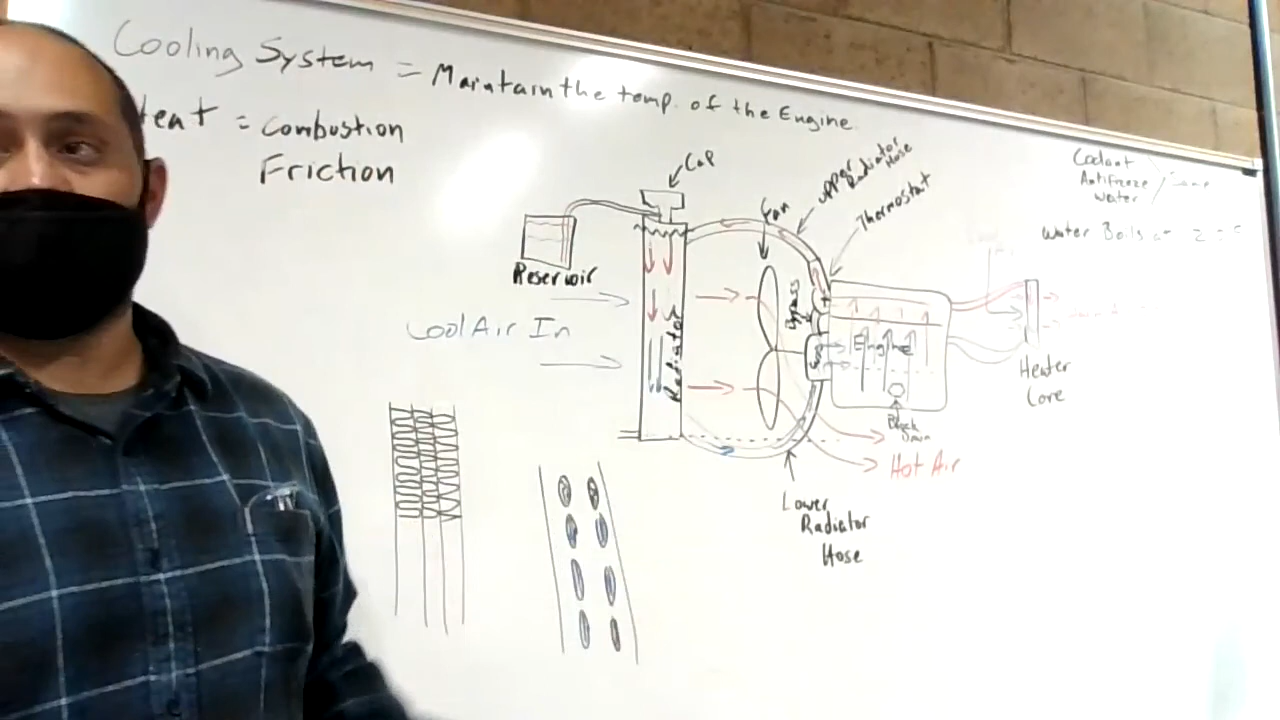 Cooling System = Maintain the temp. of the Engine
Heat = Combustion
Friction
Cap
Reservoir
Cool Air In
Radiator
Fan
Upper
Radiator
Hose
Thermostat
Bypass
Engine
Block
Hot Air
Lower
Radiator
Hose
Heater
Core
Coolant
Antifreeze
Water
Water Boils at